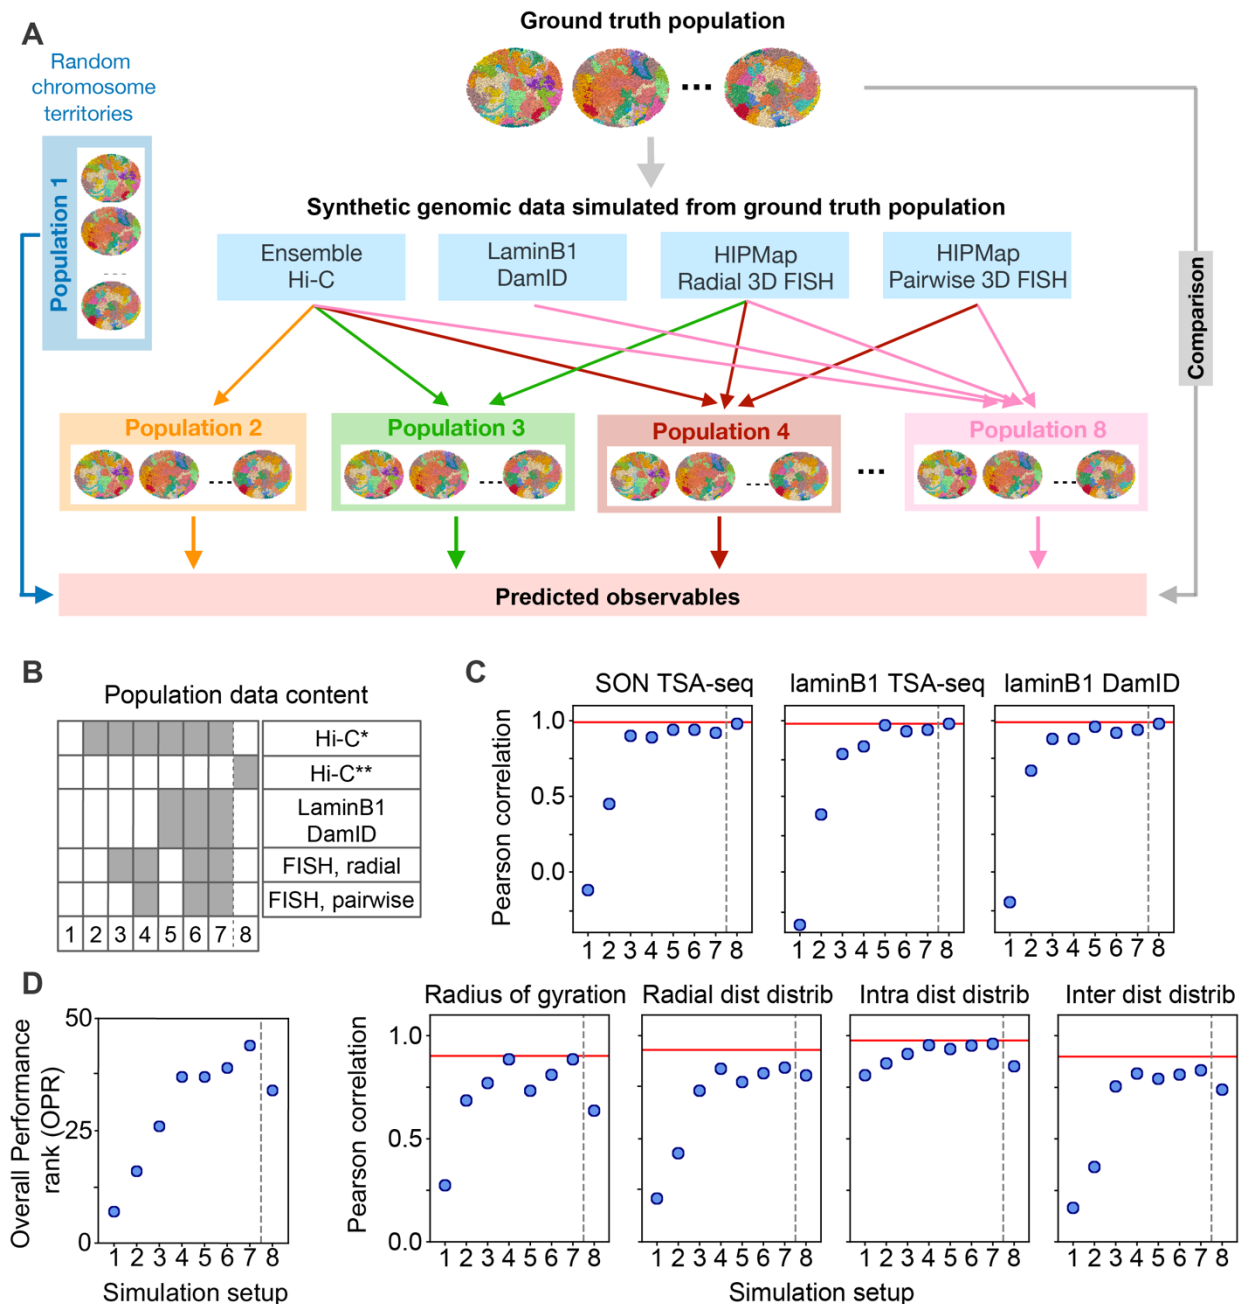 A
Ground truth population
Random
chromosome
territories
Population 1
Synthetic genomic data simulated from ground truth population
Ensemble
Hi-C
LaminB1
DamID
HIPMap
Radial 3D FISH
HIPMap
Pairwise 3D FISH
Comparison
Population 2
Population 3
Population 4
Population 8
Predicted observables
B
Population data content
Hi-C*
Hi-C**
LaminB1
DamID
FISH, radial
FISH, pairwise
1 2 3 4 5 6 7 8
C
SON TSA-seq
laminB1 TSA-seq
laminB1 DamID
Pearson correlation
1.0
0.5
0.0
1 2 3 4 5 6 7 8
1 2 3 4 5 6 7 8
1 2 3 4 5 6 7 8
D
Overall Performance
rank (OPR)
50
25
0
1 2 3 4 5 6 7 8
Simulation setup
Radius of gyration
Radial dist distrib
Intra dist distrib
Inter dist distrib
Pearson correlation
1.0
0.5
0.0
1 2 3 4 5 6 7 8
1 2 3 4 5 6 7 8
1 2 3 4 5 6 7 8
1 2 3 4 5 6 7 8
Simulation setup